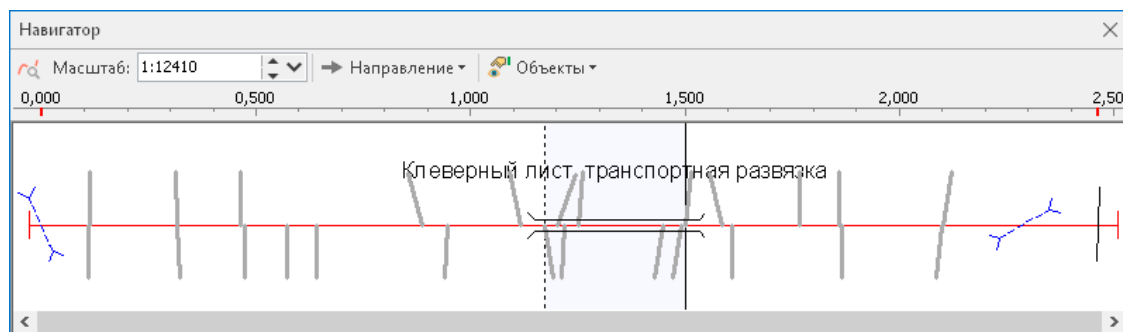 Навигатор
Масштаб: 1:12410 Направление Объекты
0,000 0,500 1,000 1,500 2,000 2,50
Клеверный лист транспортная развязка